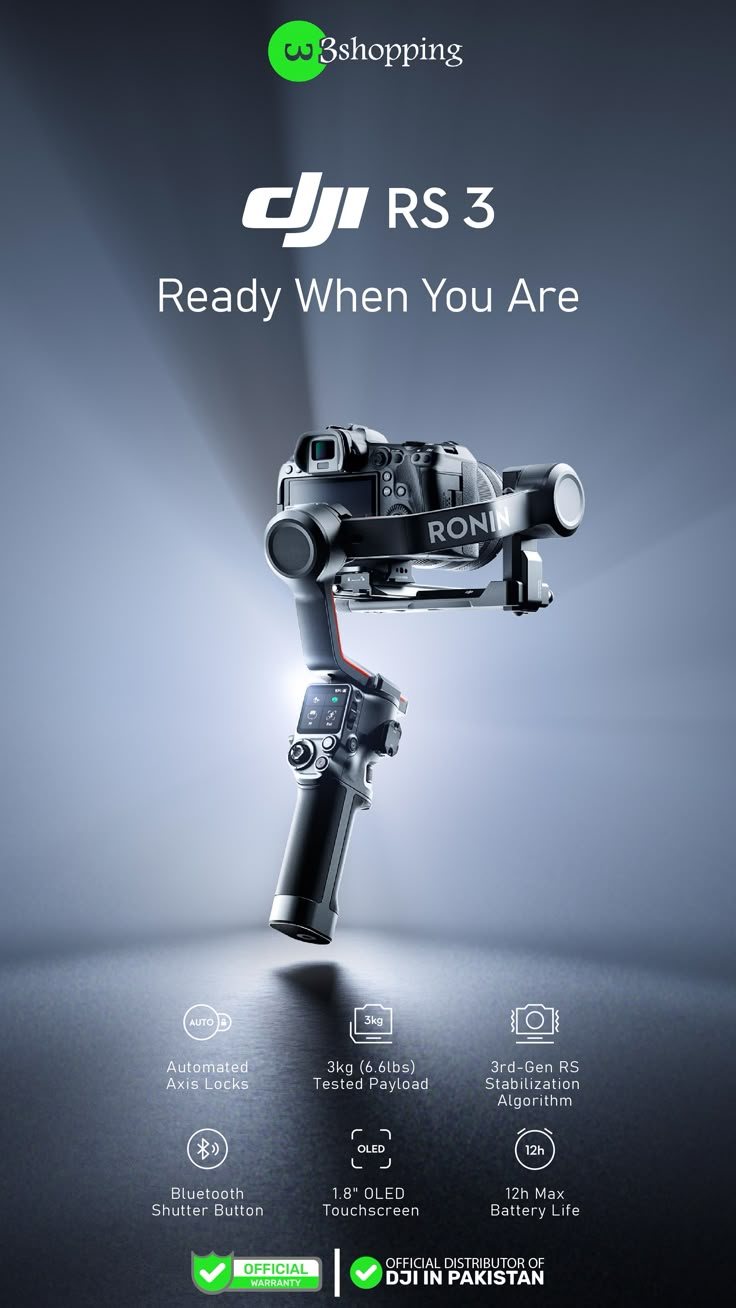 3shopping
dji RS 3
Ready When You Are
RONIN
AUTO
3kg
Automated
Axis Locks
3kg (6.6lbs)
Tested Payload
3rd-Gen RS
Stabilization
Algorithm
OLED
12h
Bluetooth
Shutter Button
1.8" OLED
Touchscreen
12h Max
Battery Life
OFFICIAL
WARRANTY
OFFICIAL DISTRIBUTOR OF
DJI IN PAKISTAN